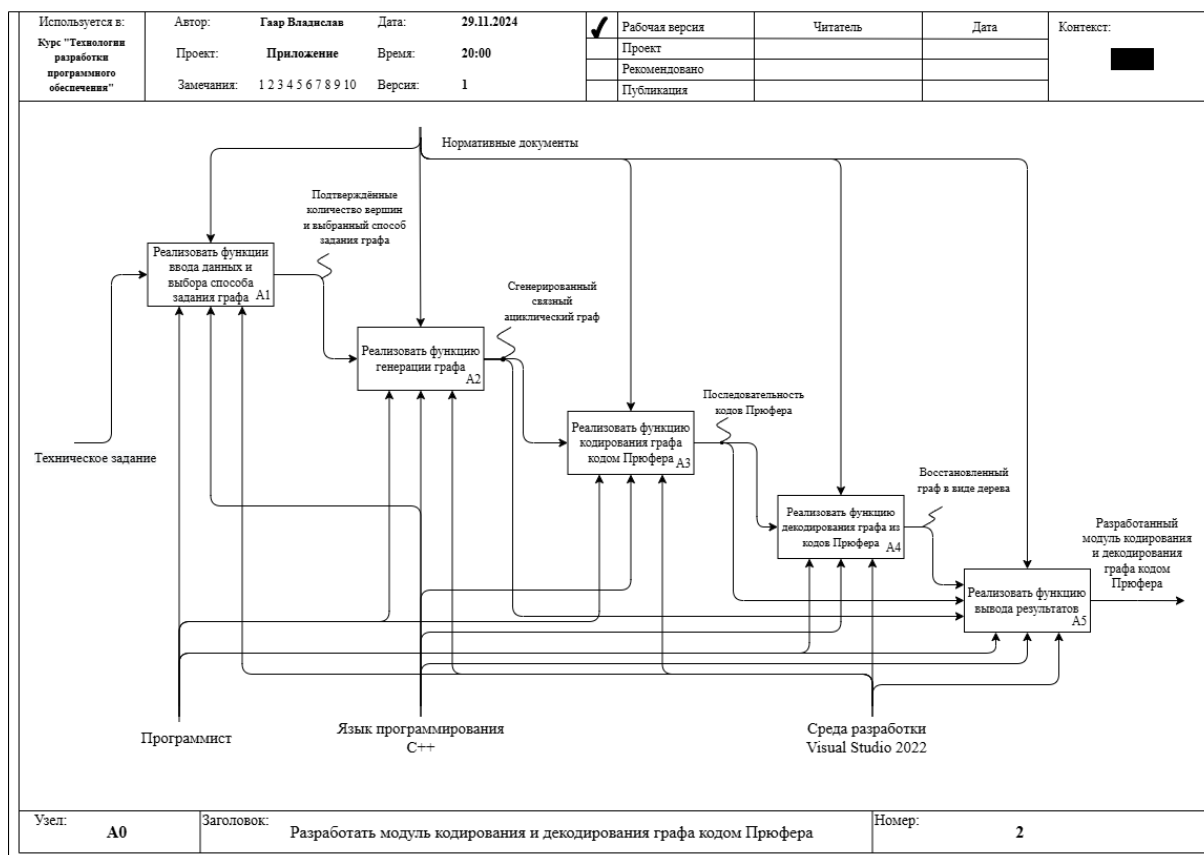 Используется в:
Курс "Технологии
разработки
программного
обеспечения"
Автор:
Гаар Владислав
Дата:
29.11.2024
Проект:
Приложение
Время:
20:00
Замечания:
1 2 3 4 5 6 7 8 9 10
Версия:
1
Рабочая версия
Проект
Рекомендовано
Публикация
Читатель
Дата
Контекст:
Нормативные документы
Подтверждённые
количество вершин
и выбранный способ
задания графа
Реализовать функции
ввода данных и
выбора способа
задания графа
A1
Сгенерированный
связный
ациклический граф
Реализовать функцию
генерации графа
A2
Последовательность
кодов Прюфера
Реализовать функцию
кодирования графа
кодом Прюфера
A3
Техническое задание
Восстановленный
граф в виде дерева
Реализовать функцию
декодирования графа из
кодов Прюфера
A4
Разработанный
модуль кодирования
и декодирования
графа кодом
Прюфера
Реализовать функцию
вывода результатов
A5
Программист
Язык программирования
C++
Среда разработки
Visual Studio 2022
Узел:
A0
Заголовок:
Разработать модуль кодирования и декодирования графа кодом Прюфера
Номер:
2